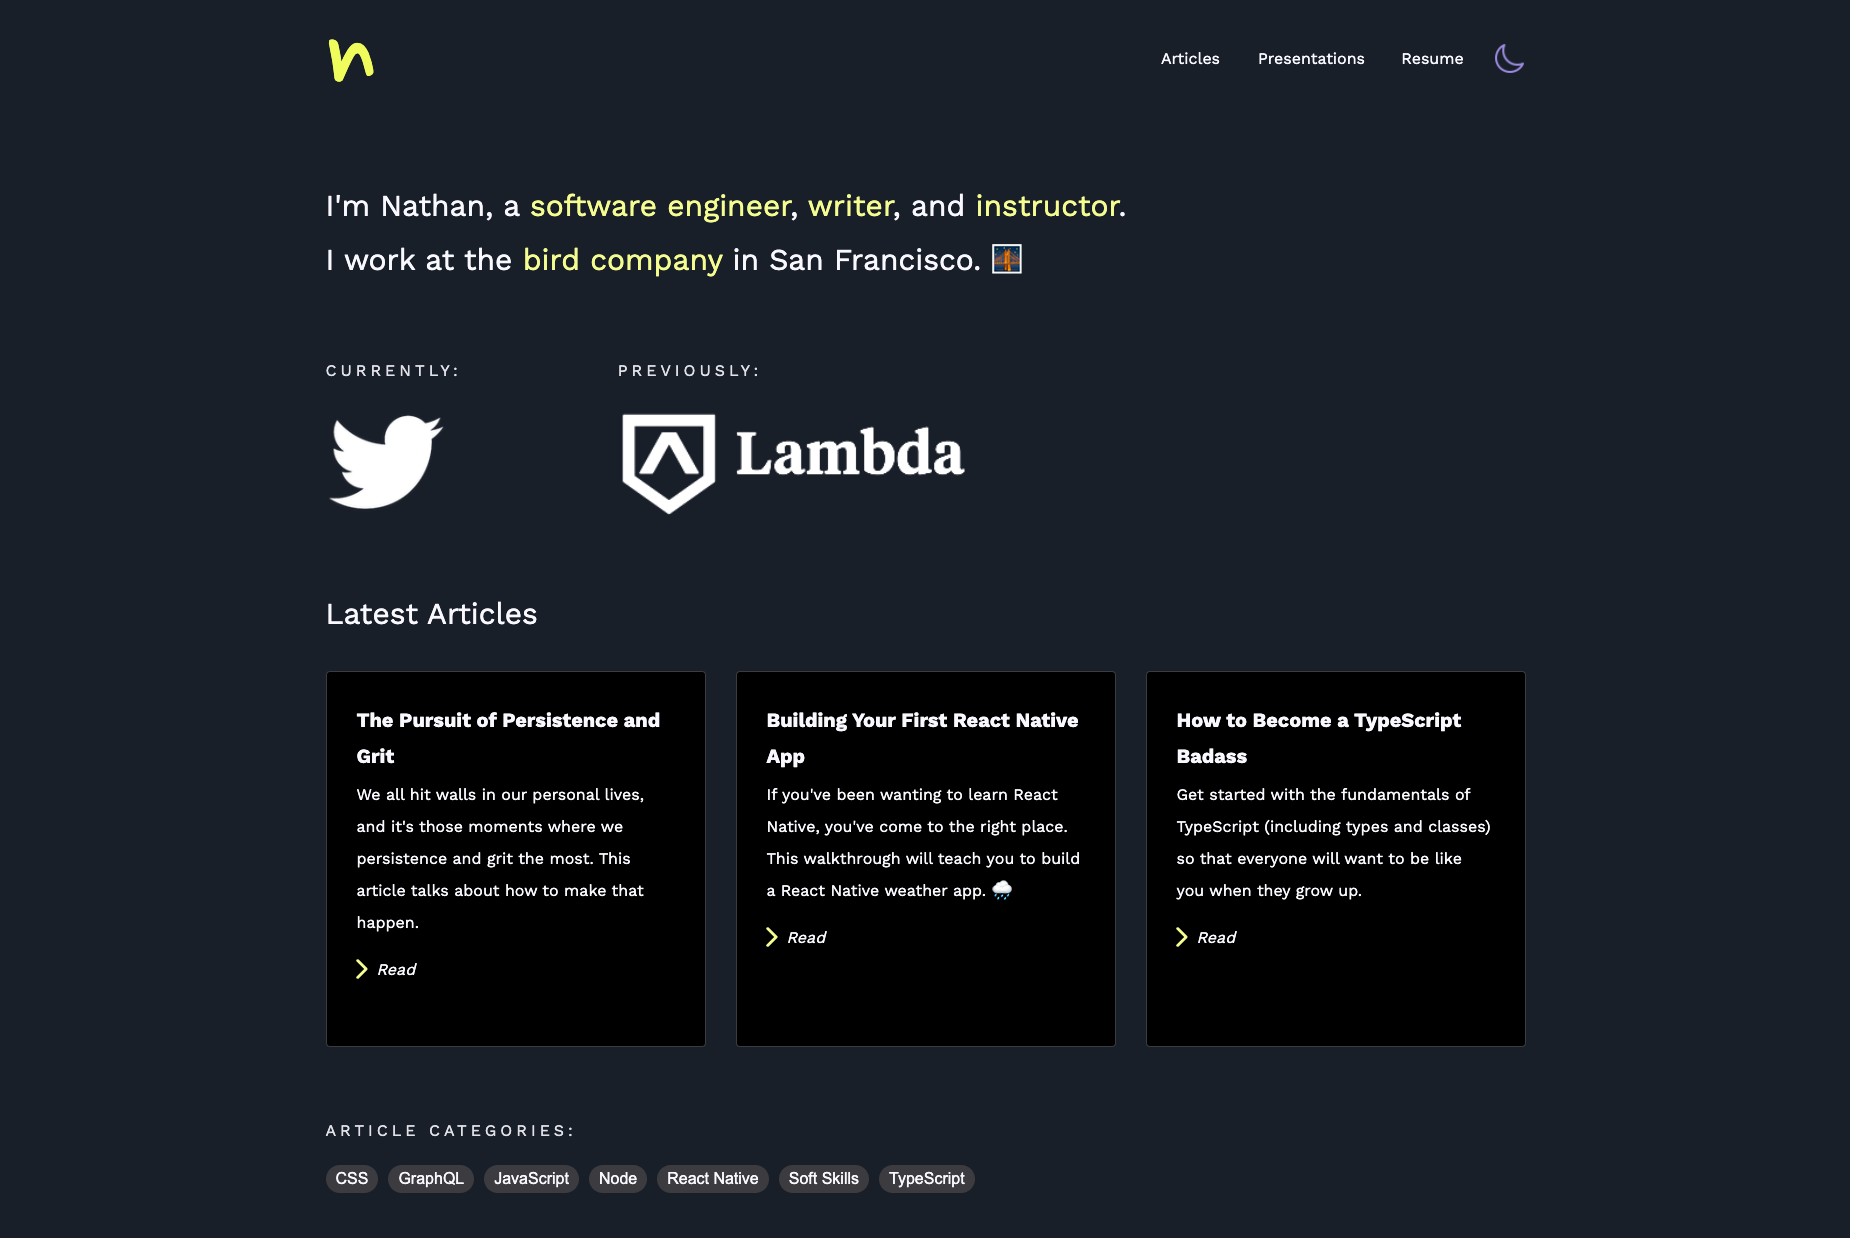 n
Articles Presentations Resume
I'm Nathan, a software engineer, writer, and instructor.
I work at the bird company in San Francisco. 🌉
CURRENTLY:
PREVIOUSLY:
Lambda
Latest Articles
The Pursuit of Persistence and
Grit
We all hit walls in our personal lives,
and it's those moments where we
persistence and grit the most. This
article talks about how to make that
happen.
Read
Building Your First React Native
App
If you've been wanting to learn React
Native, you've come to the right place.
This walkthrough will teach you to build
a React Native weather app. 🌧️
Read
How to Become a TypeScript
Badass
Get started with the fundamentals of
TypeScript (including types and classes)
so that everyone will want to be like
you when they grow up.
Read
ARTICLE CATEGORIES:
CSS GraphQL JavaScript Node React Native Soft Skills TypeScript